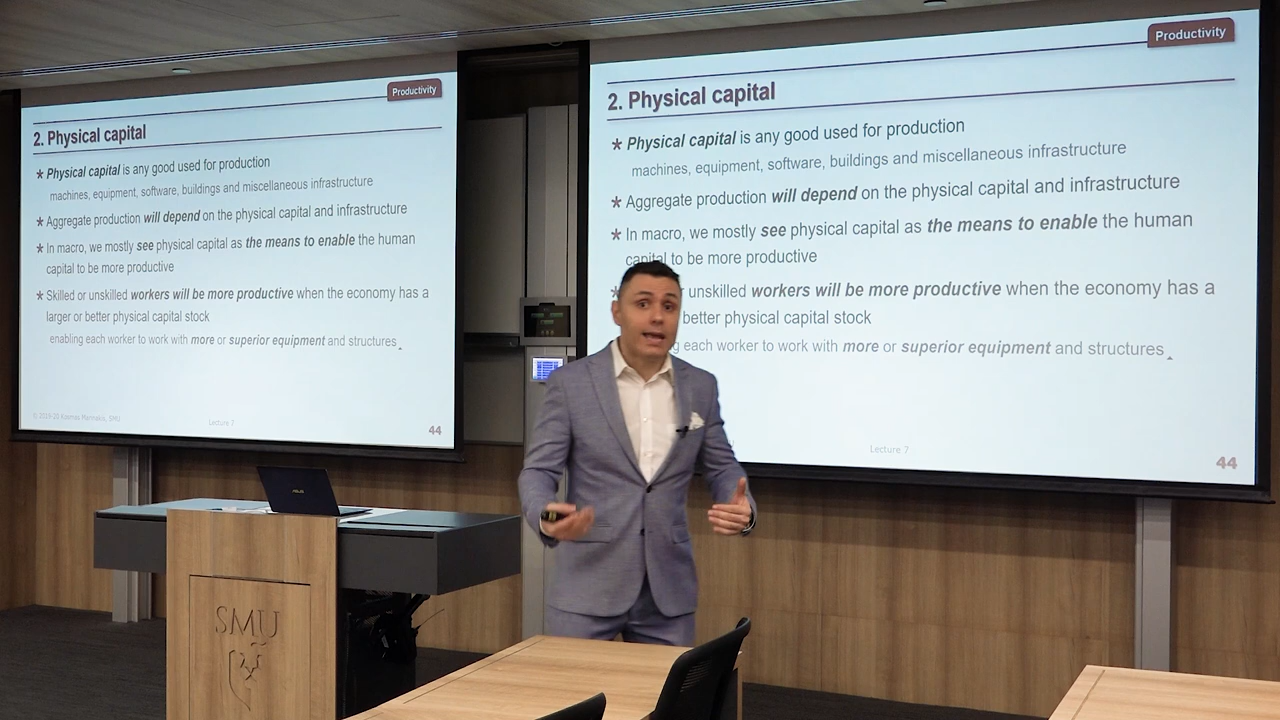 Productivity
2. Physical capital
* Physical capital is any good used for production
machines, equipment, software, buildings and miscellaneous infrastructure
* Aggregate production will depend on the physical capital and infrastructure
* In macro, we mostly see physical capital as the means to enable the human
capital to be more productive
* Skilled or unskilled workers will be more productive when the economy has a
larger or better physical capital stock
enabling each worker to work with more or superior equipment and structures
SMU
Lecture 7
44
Productivity
2. Physical capital
* Physical capital is any good used for production
machines, equipment, software, buildings and miscellaneous infrastructure
* Aggregate production will depend on the physical capital and infrastructure
* In macro, we mostly see physical capital as the means to enable the human
capital to be more productive
* unskilled workers will be more productive when the economy has a
better physical capital stock
each worker to work with more or superior equipment and structures
Lecture 7
44
ASUS
SMU